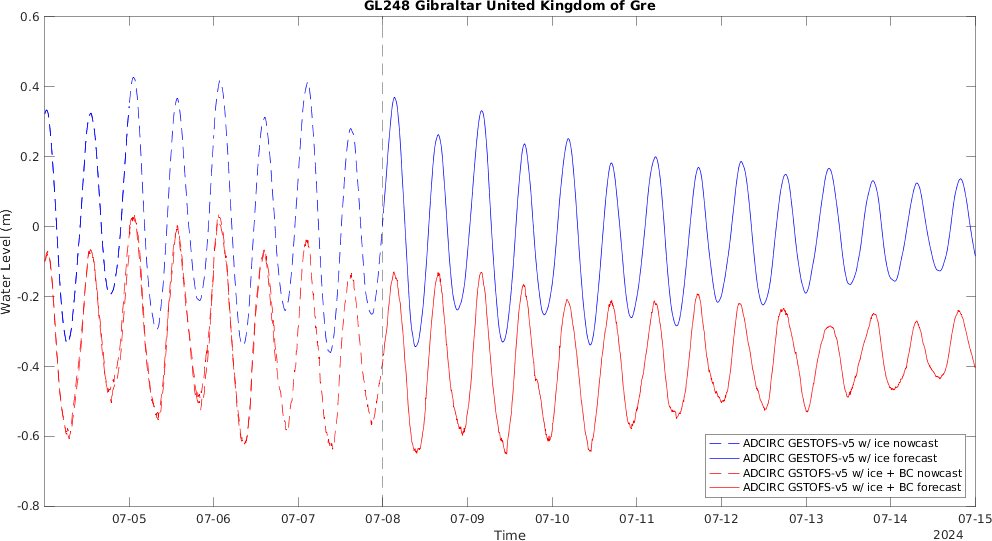 GL248 Gibraltar United Kingdom of Gre
0.6
0.4
0.2
0
-0.2
-0.4
-0.6
-0.8
Water Level (m)
07-05 07-06 07-07 07-08 07-09 07-10 07-11 07-12 07-13 07-14 07-15
Time
2024
ADCIRC GESTOFS-v5 w/ ice nowcast
ADCIRC GESTOFS-v5 w/ ice forecast
ADCIRC GSTOFS-v5 w/ ice + BC nowcast
ADCIRC GSTOFS-v5 w/ ice + BC forecast